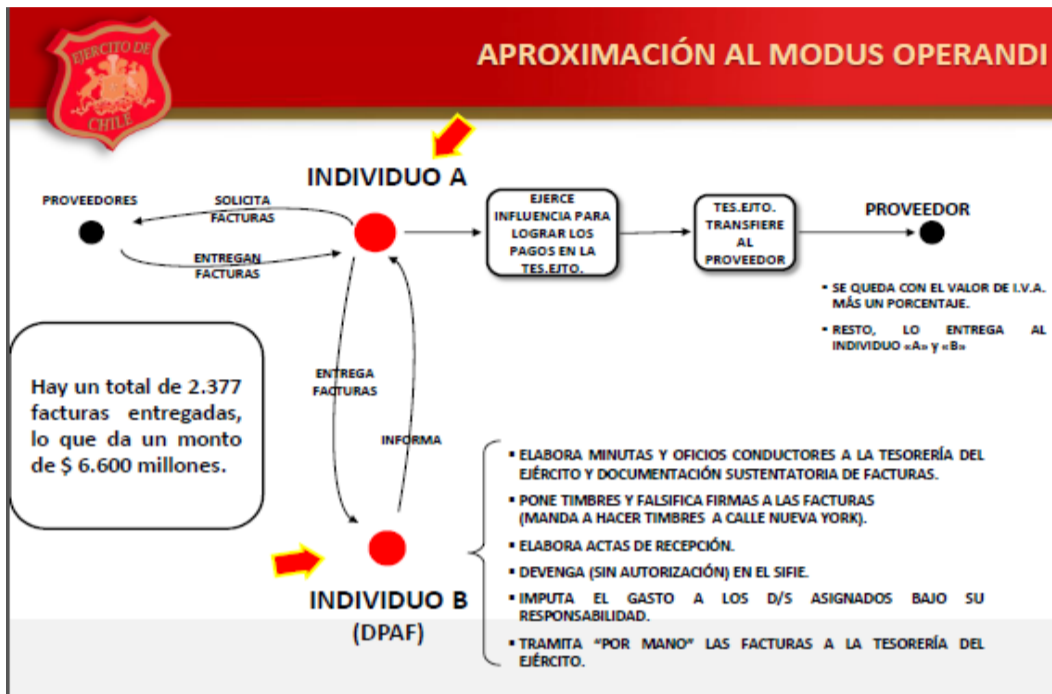 EJERCITO DE
CHILE
APROXIMACIÓN AL MODUS OPERANDI
INDIVIDUO A
PROVEEDORES
SOLICITA
FACTURAS
ENTREGAN
FACTURAS
EJERCE
INFLUENCIA PARA
LOGRAR LOS
PAGOS EN LA
TES.EJTO.
TES.EJTO.
TRANSFIERE
AL
PROVEEDOR
PROVEEDOR
▪ SE QUEDA CON EL VALOR DE I.V.A.
MÁS UN PORCENTAJE.
▪ RESTO, LO ENTREGA AL
INDIVIDUO «A» y «B»
Hay un total de 2.377
facturas entregadas,
lo que da un monto
de $ 6.600 millones.
ENTREGA
FACTURAS
INFORMA
INDIVIDUO B
(DPAF)
▪ ELABORA MINUTAS Y OFICIOS CONDUCTORES A LA TESORERÍA DEL
EJÉRCITO Y DOCUMENTACIÓN SUSTENTATORIA DE FACTURAS.
▪ PONE TIMBRES Y FALSIFICA FIRMAS A LAS FACTURAS
(MANDA A HACER TIMBRES A CALLE NUEVA YORK).
▪ ELABORA ACTAS DE RECEPCIÓN.
▪ DEVENGA (SIN AUTORIZACIÓN) EN EL SIFIE.
▪ IMPUTA EL GASTO A LOS D/S ASIGNADOS BAJO SU
RESPONSABILIDAD.
▪ TRAMITA "POR MANO" LAS FACTURAS A LA TESORERÍA DEL
EJÉRCITO.